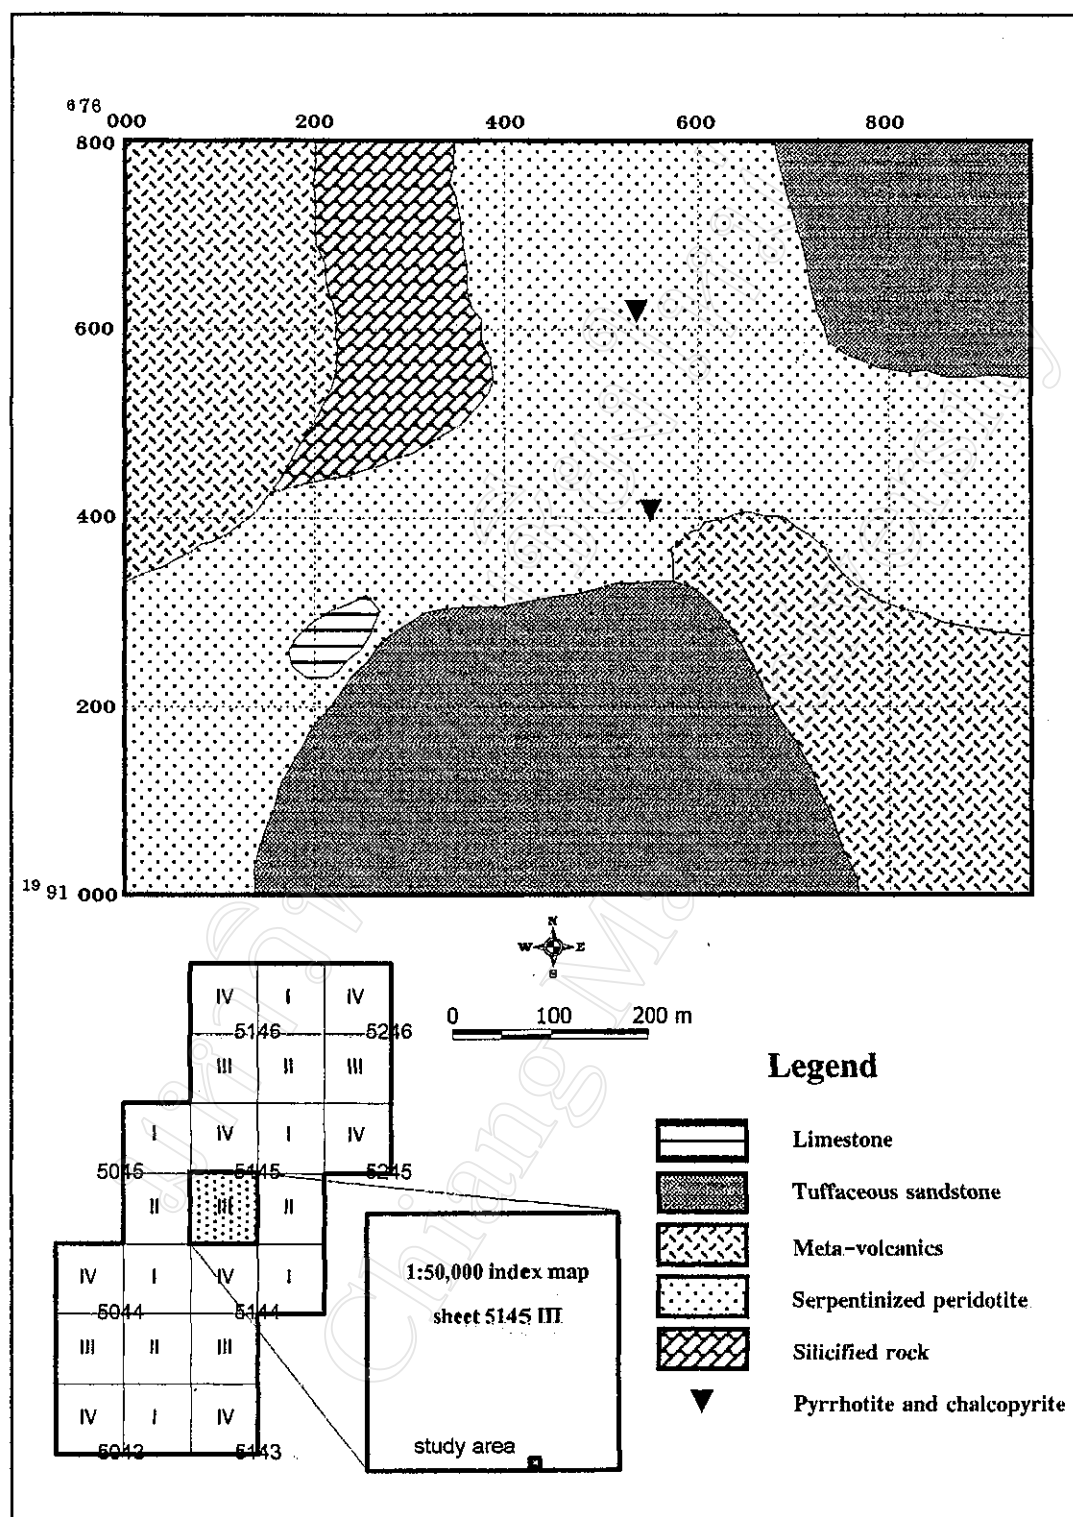 676
000 200 400 600 800
800
600
400
200
19 91 000
N
W E
S
0 100 200 m
IV I IV
5146 5246
III II III
I IV I IV
5045 5145 5245
II III II
IV I IV I
5044 5144
III II III
IV I IV
5043 5143
1:50,000 index map
sheet 5145 III
study area
Legend
Limestone
Tuffaceous sandstone
Meta-volcanics
Serpentinized peridotite
Silicified rock
Pyrrhotite and chalcopyrite